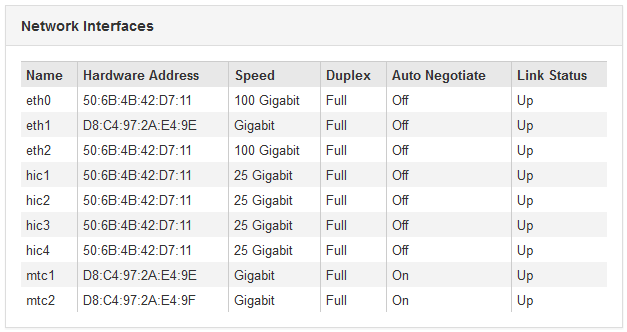 Network Interfaces
Name Hardware Address Speed Duplex Auto Negotiate Link Status
eth0 50:6B:4B:42:D7:11 100 Gigabit Full Off Up
eth1 D8:C4:97:2A:E4:9E Gigabit Full Off Up
eth2 50:6B:4B:42:D7:11 100 Gigabit Full Off Up
hic1 50:6B:4B:42:D7:11 25 Gigabit Full Off Up
hic2 50:6B:4B:42:D7:11 25 Gigabit Full Off Up
hic3 50:6B:4B:42:D7:11 25 Gigabit Full Off Up
hic4 50:6B:4B:42:D7:11 25 Gigabit Full Off Up
mtc1 D8:C4:97:2A:E4:9E Gigabit Full On Up
mtc2 D8:C4:97:2A:E4:9F Gigabit Full On Up